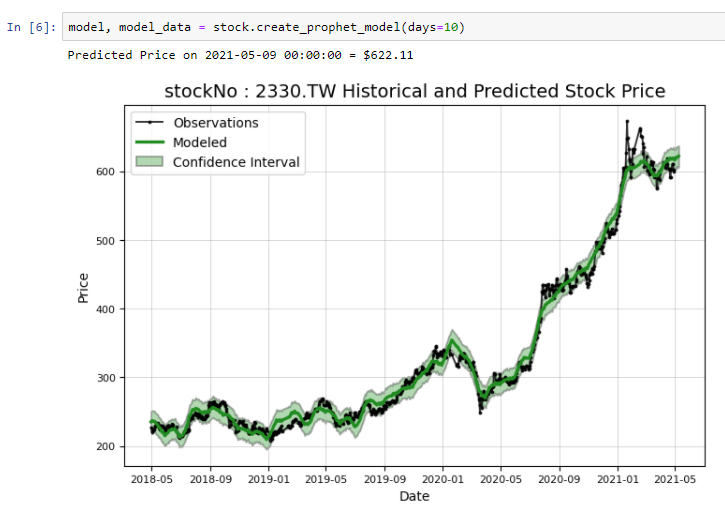 In [6]: model, model_data = stock.create_prophet_model(days=10)
Predicted Price on 2021-05-09 00:00:00 = $622.11
stockNo : 2330.TW Historical and Predicted Stock Price
Observations
Modeled
Confidence Interval
600
500
400
300
200
Price
2018-05 2018-09 2019-01 2019-05 2019-09 2020-01 2020-05 2020-09 2021-01 2021-05
Date